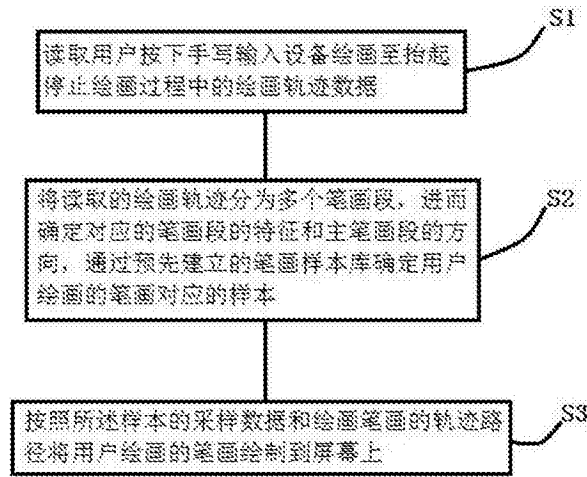 S1
读取用户按下手写输入设备绘画至抬起
停止绘画过程中的绘画轨迹数据
S2
将读取的绘画轨迹分为多个笔画段，进而
确定对应的笔画段的特征和主笔画段的方
向，通过预先建立的笔画样本库确定用户
绘画的笔画对应的样本
S3
按照所述样本的采样数据和绘画笔画的轨迹路
径将用户绘画的笔画绘制到屏幕上